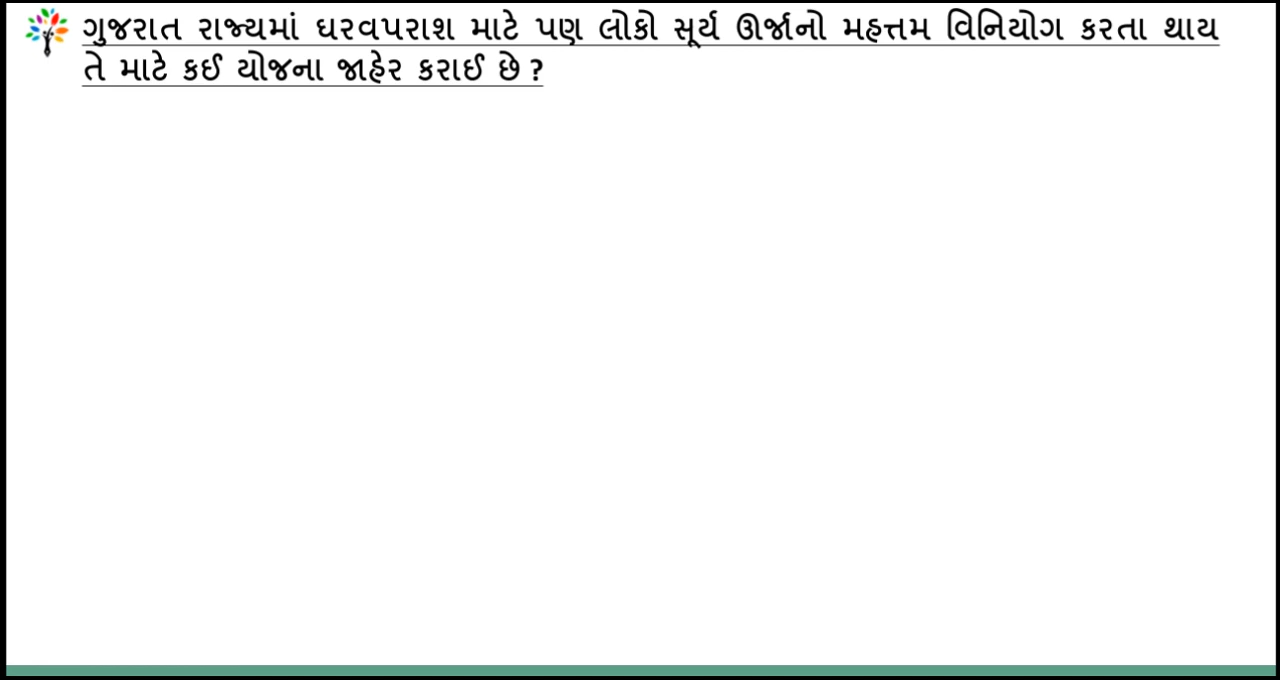 ગુજરાત રાજ્યમાં ઘરવપરાશ માટે પણ લોકો સૂર્ય ઊર્જાનો મહત્તમ વિનિયોગ કરતા થાય
તે માટે કઈ યોજના જાહેર કરાઈ છે ?